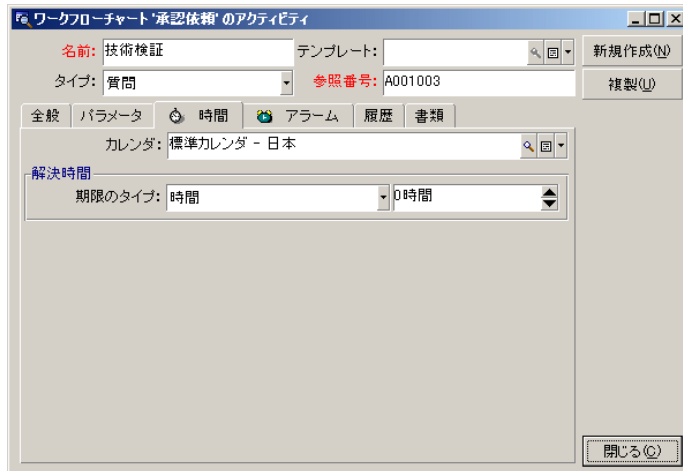 ワークフローチャート'承認依頼' のアクティビティ
名前: 技術検証 テンプレート: 新規作成(N)
タイプ: 質問 参照番号: A001003 複製(U)
全般 パラメータ 時間 アラーム 履歴 書類
カレンダ: 標準カレンダ - 日本
解決時間
期限のタイプ: 時間 0時間
閉じる(C)